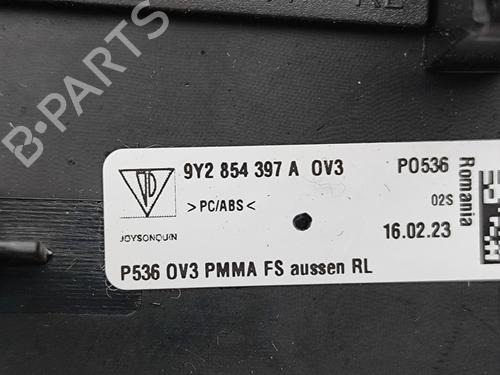 9Y2 854 397 A OV3
PO536
>PC/ABS<
02S
JOYSONQUIN
16.02.23
Romania
P536 OV3 PMMA FS aussen RL
B-PARTS